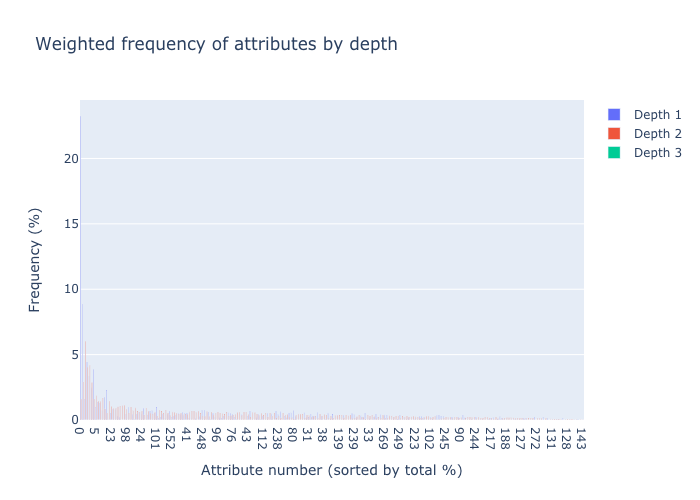 Weighted frequency of attributes by depth
Depth 1
Depth 2
Depth 3
Frequency (%)
20
15
10
5
0
0 5 23 98 24 101 252 41 248 96 76 43 112 238 80 31 38 139 239 33 269 249 223 102 245 90 244 217 188 127 272 131 128 143
Attribute number (sorted by total %)